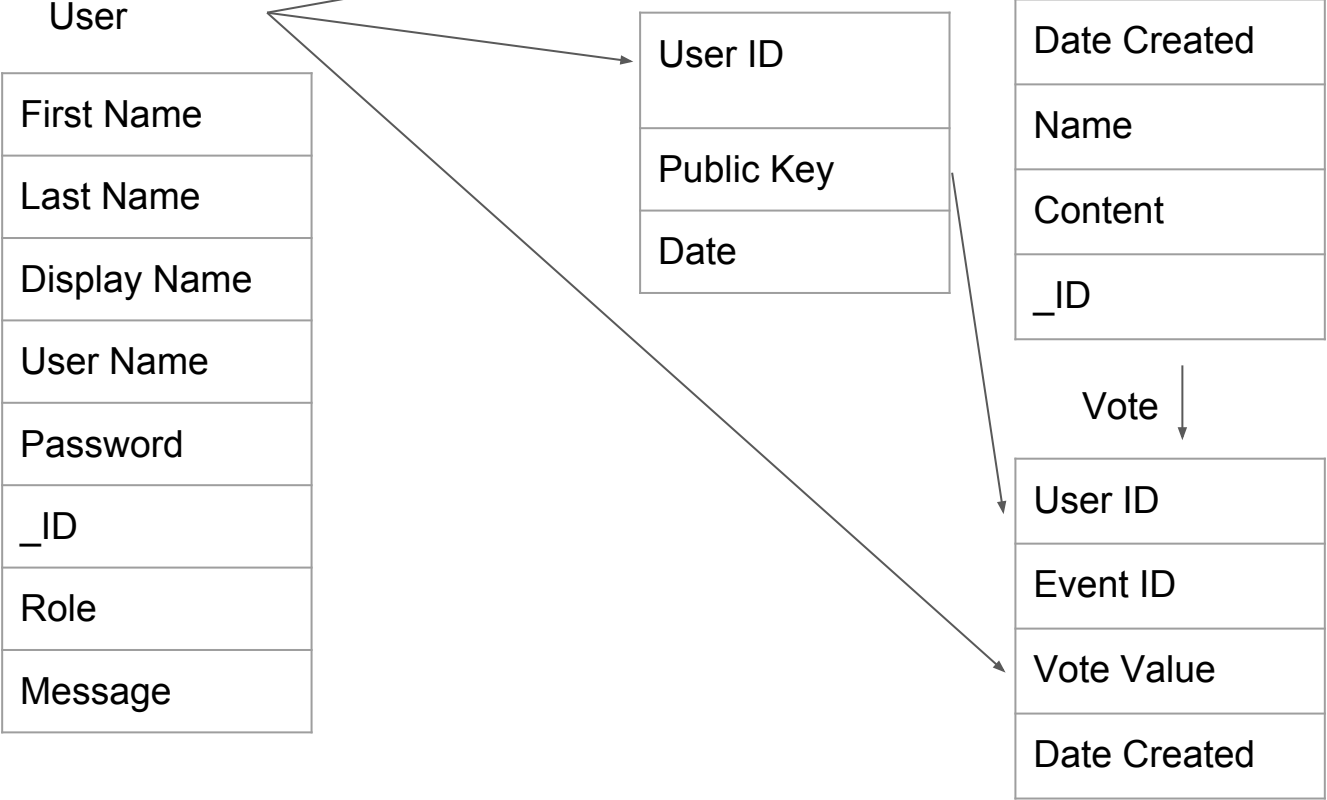 User
First Name
Last Name
Display Name
User Name
Password
_ID
Role
Message
User ID
Public Key
Date
Date Created
Name
Content
_ID
Vote
User ID
Event ID
Vote Value
Date Created